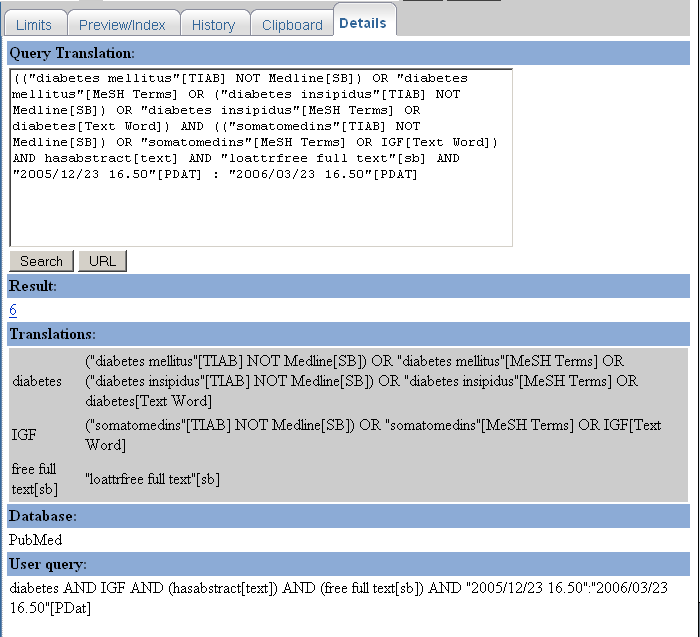 Limits Preview/Index History Clipboard Details
Query Translation:
(("diabetes mellitus"[TIAB] NOT Medline[SB]) OR "diabetes
mellitus"[MeSH Terms] OR ("diabetes insipidus"[TIAB] NOT
Medline[SB]) OR "diabetes insipidus"[MeSH Terms] OR
diabetes[Text Word]) AND (("somatomedins"[TIAB] NOT
Medline[SB]) OR "somatomedins"[MeSH Terms] OR IGF[Text Word])
AND hasabstract[text] AND "loattrfree full text"[sb] AND
"2005/12/23 16.50"[PDAT] : "2006/03/23 16.50"[PDAT]
Search URL
Result:
6
Translations:
("diabetes mellitus"[TIAB] NOT Medline[SB]) OR "diabetes mellitus"[MeSH Terms] OR
diabetes ("diabetes insipidus"[TIAB] NOT Medline[SB]) OR "diabetes insipidus"[MeSH Terms] OR
diabetes[Text Word]
IGF ("somatomedins"[TIAB] NOT Medline[SB]) OR "somatomedins"[MeSH Terms] OR IGF[Text
Word]
free full
text[sb] "loattrfree full text"[sb]
Database:
PubMed
User query:
diabetes AND IGF AND (hasabstract[text]) AND (free full text[sb]) AND "2005/12/23 16.50":"2006/03/23
16.50"[PDat]